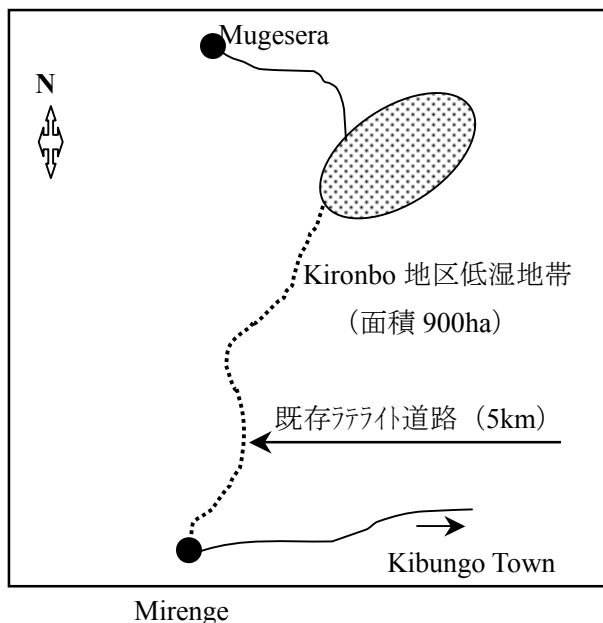 Mugesera
N
Kironbo 地区低湿地帯
（面積 900ha）
既存ﾗﾃﾗｲﾄ道路（5km）
Kibungo Town
Mirenge